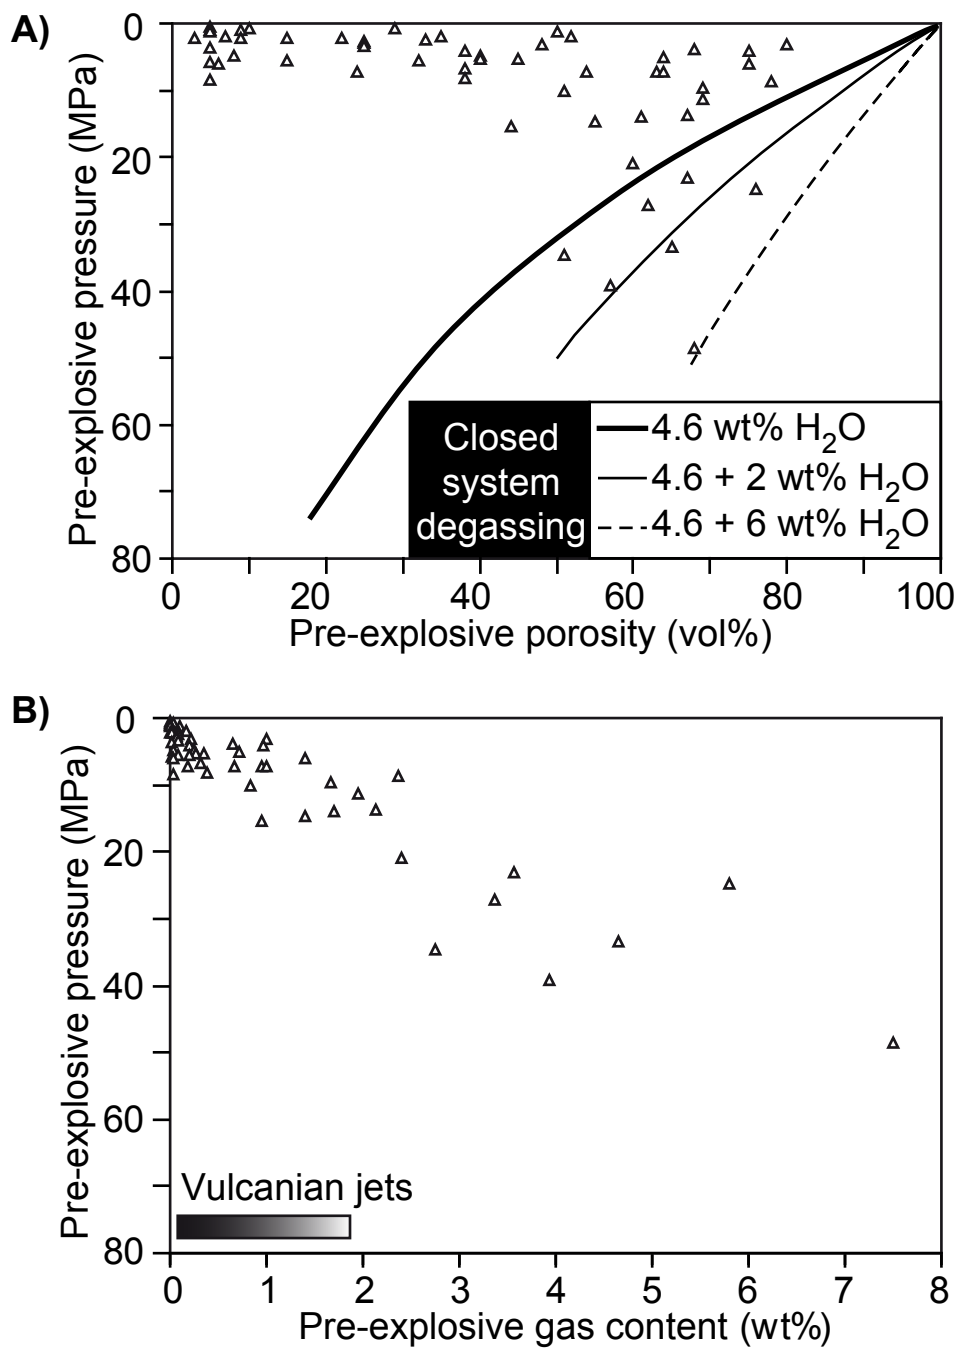 A)
Pre-explosive pressure (MPa)
0
20
40
60
80
Closed
system
degassing
4.6 wt% H₂O
4.6 + 2 wt% H₂O
4.6 + 6 wt% H₂O
0 20 40 60 80 100
Pre-explosive porosity (vol%)
B)
Pre-explosive pressure (MPa)
0
20
40
60
80
Vulcanian jets
0 1 2 3 4 5 6 7 8
Pre-explosive gas content (wt%)